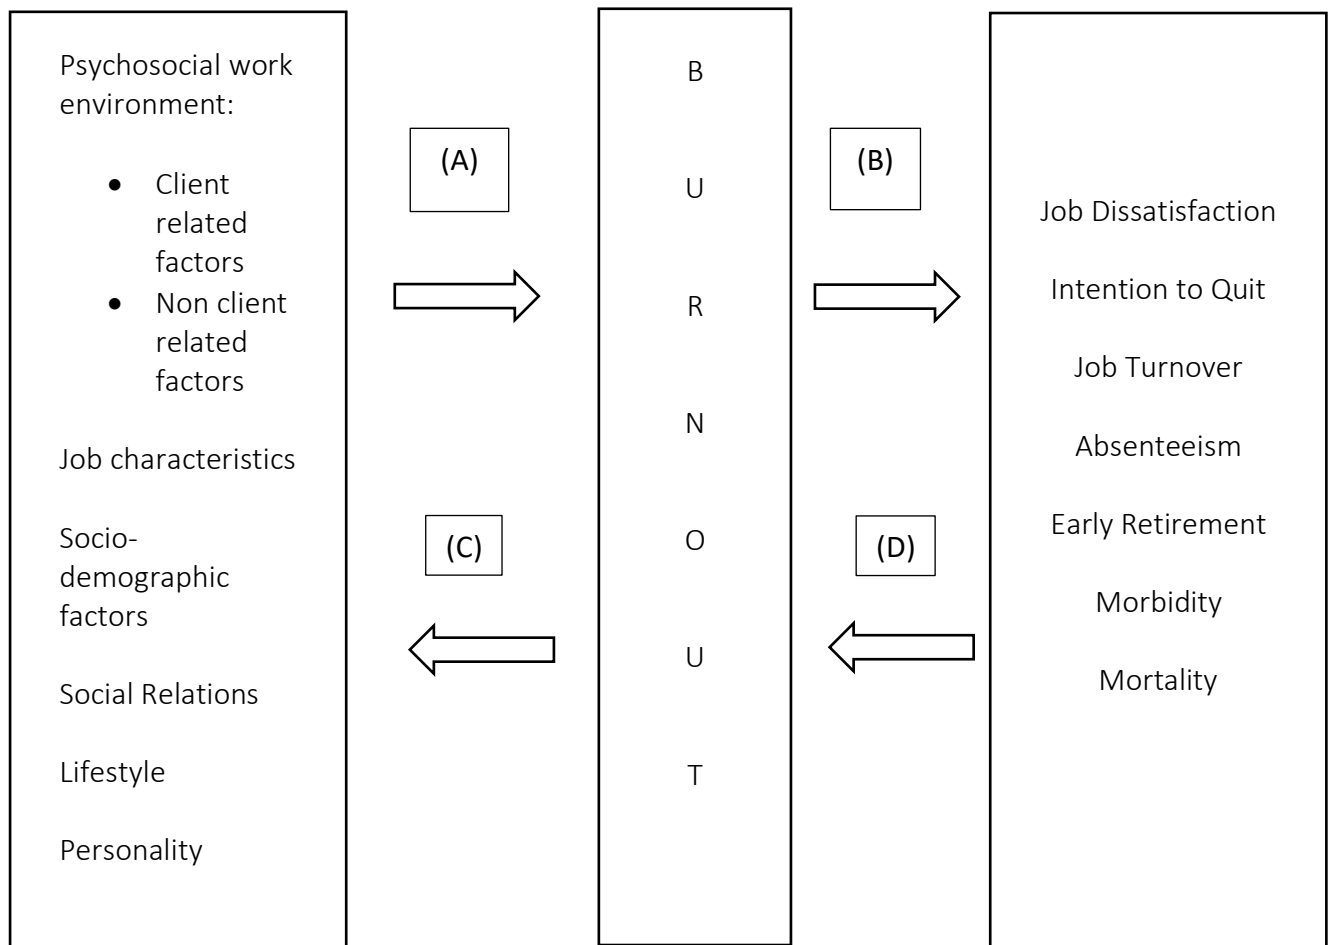 Psychosocial work
environment:
Client
related
factors
Non client
related
factors
Job characteristics
Socio-
demographic
factors
Social Relations
Lifestyle
Personality
(A)
(C)
B
U
R
N
O
U
T
(B)
(D)
Job Dissatisfaction
Intention to Quit
Job Turnover
Absenteeism
Early Retirement
Morbidity
Mortality